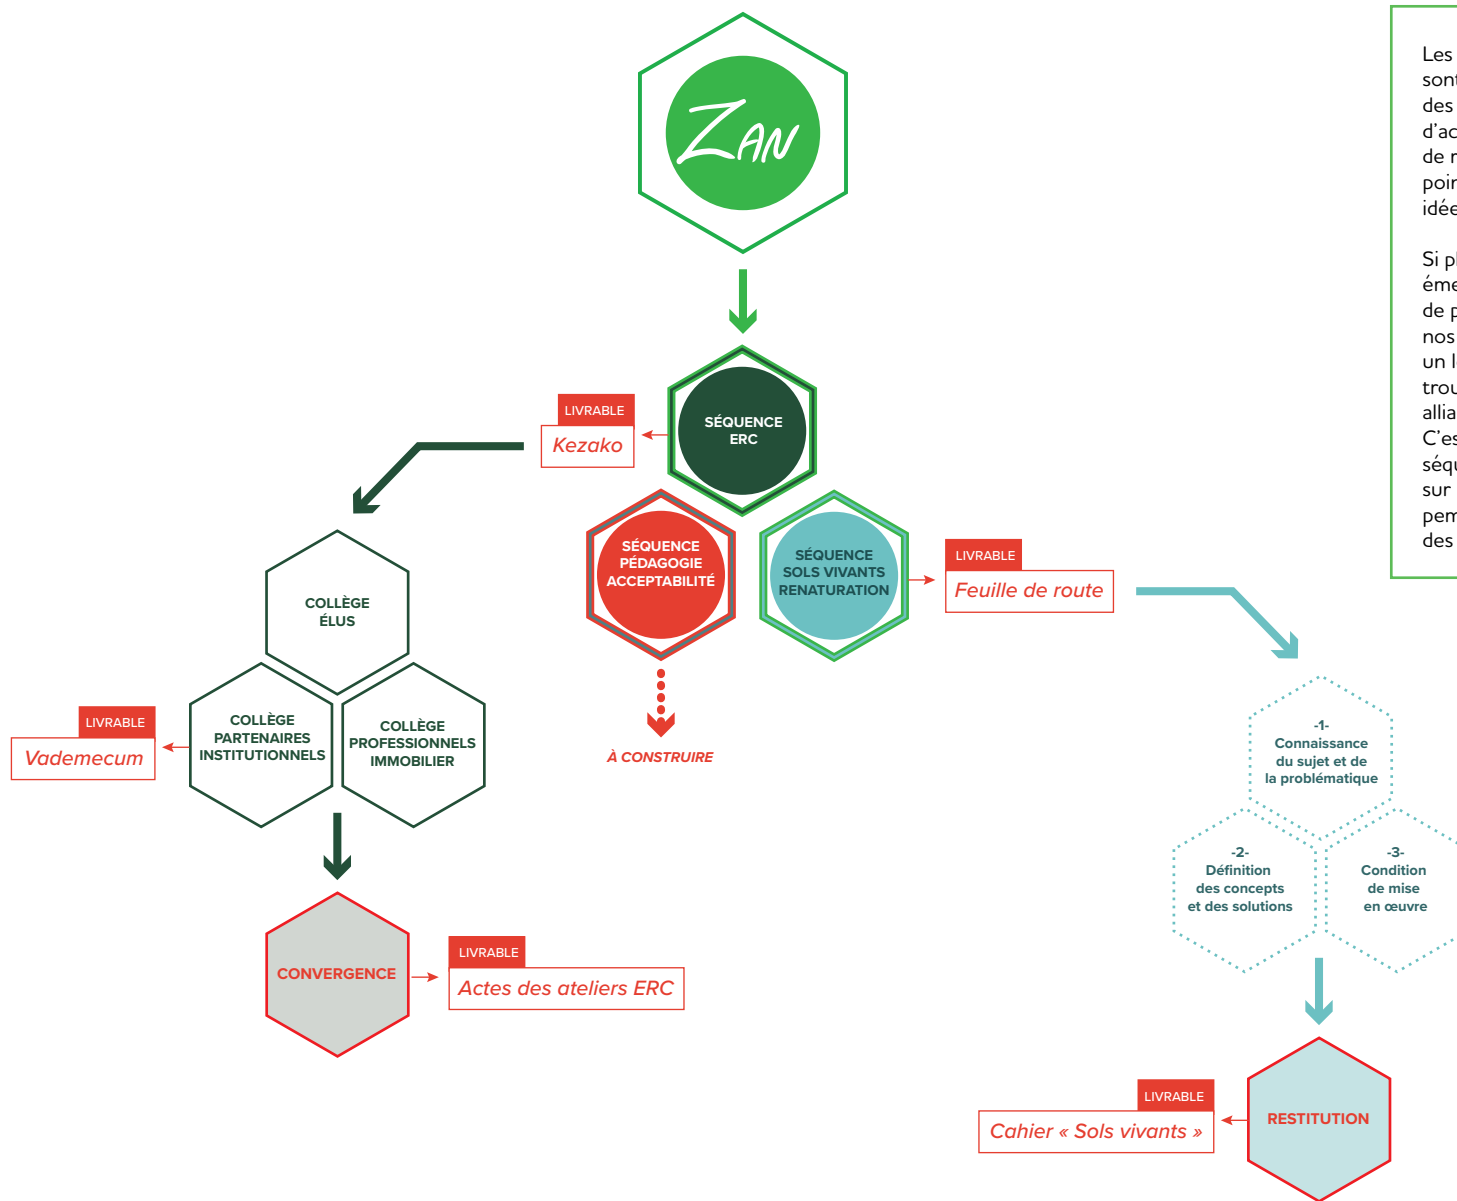 ZAN
SÉQUENCE
ERC
LIVRABLE
Kezako
SÉQUENCE
PÉDAGOGIE
ACCEPTABILITÉ
SÉQUENCE
SOLS VIVANTS
RENATURATION
LIVRABLE
Feuille de route
À CONSTRUIRE
COLLÈGE
ÉLUS
COLLÈGE
PARTENAIRES
INSTITUTIONNELS
COLLÈGE
PROFESSIONNELS
IMMOBILIER
LIVRABLE
Vademecum
CONVERGENCE
LIVRABLE
Actes des ateliers ERC
-1-
Connaissance
du sujet et de
la problématique
-2-
Définition
des concepts
et des solutions
-3-
Condition
de mise
en œuvre
RESTITUTION
LIVRABLE
Cahier « Sols vivants »
Les
sont
des
de
Si
de
nos
un
C'es
sur
des